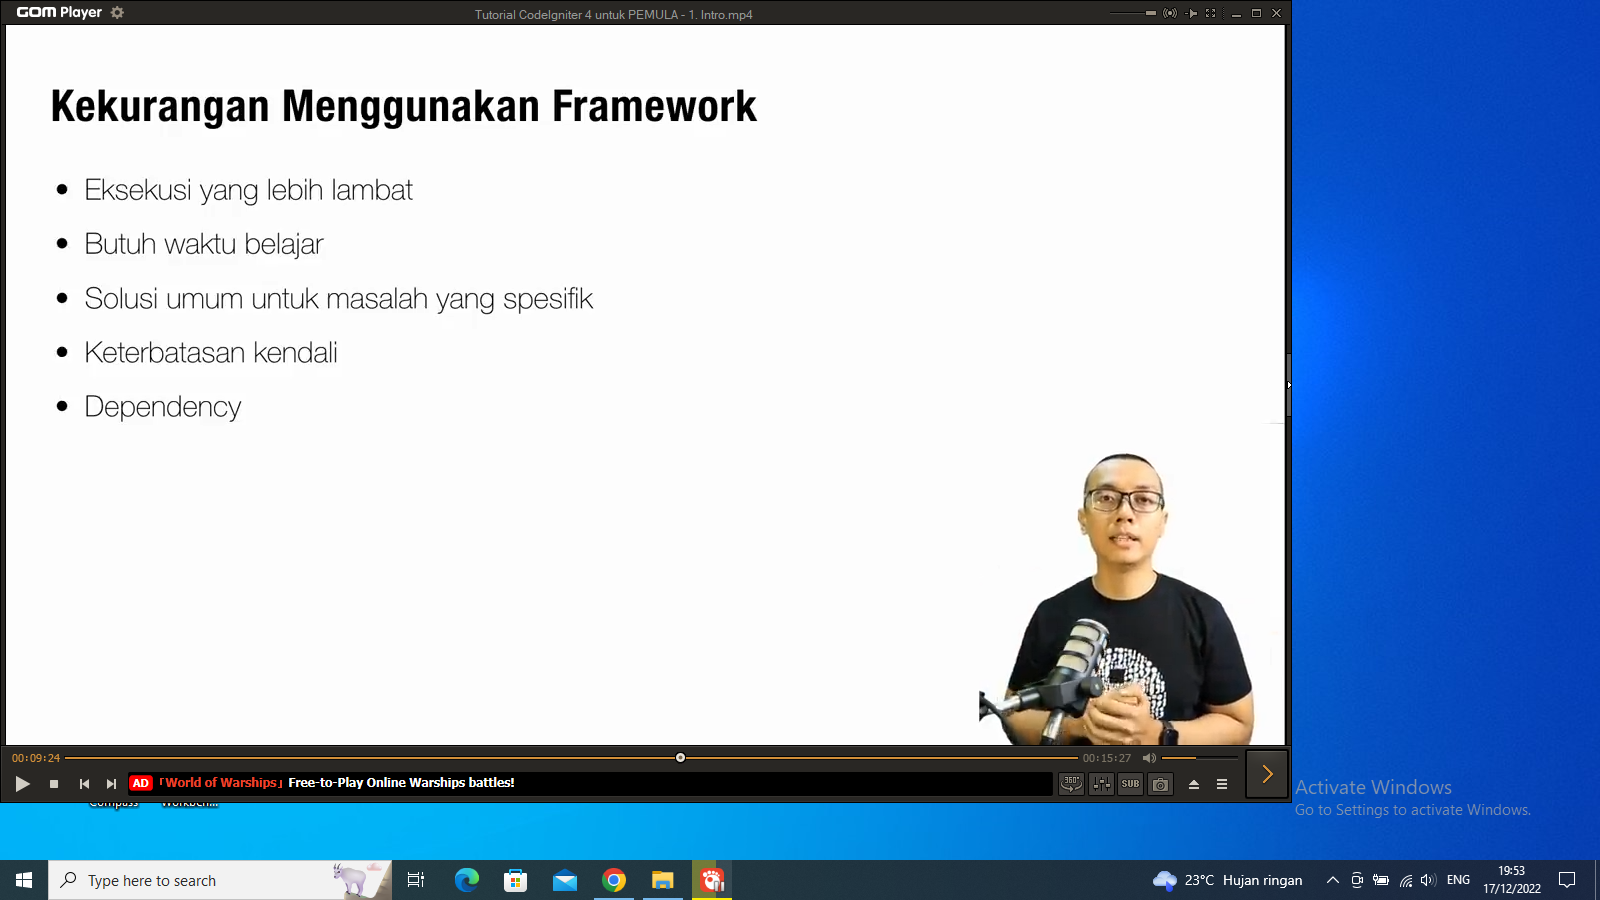 GOM Player
Tutorial CodeIgniter 4 untuk PEMULA - 1. Intro.mp4
Kekurangan Menggunakan Framework
Eksekusi yang lebih lambat
Butuh waktu belajar
Solusi umum untuk masalah yang spesifik
Keterbatasan kendali
Dependency
00:09:24
00:15:27
AD 「World of Warships」 Free-to-Play Online Warships battles!
360°
SUB
Activate Windows
Go to Settings to activate Windows.
Compass
Type here to search
23°C Hujan ringan
ENG
19:53
17/12/2022